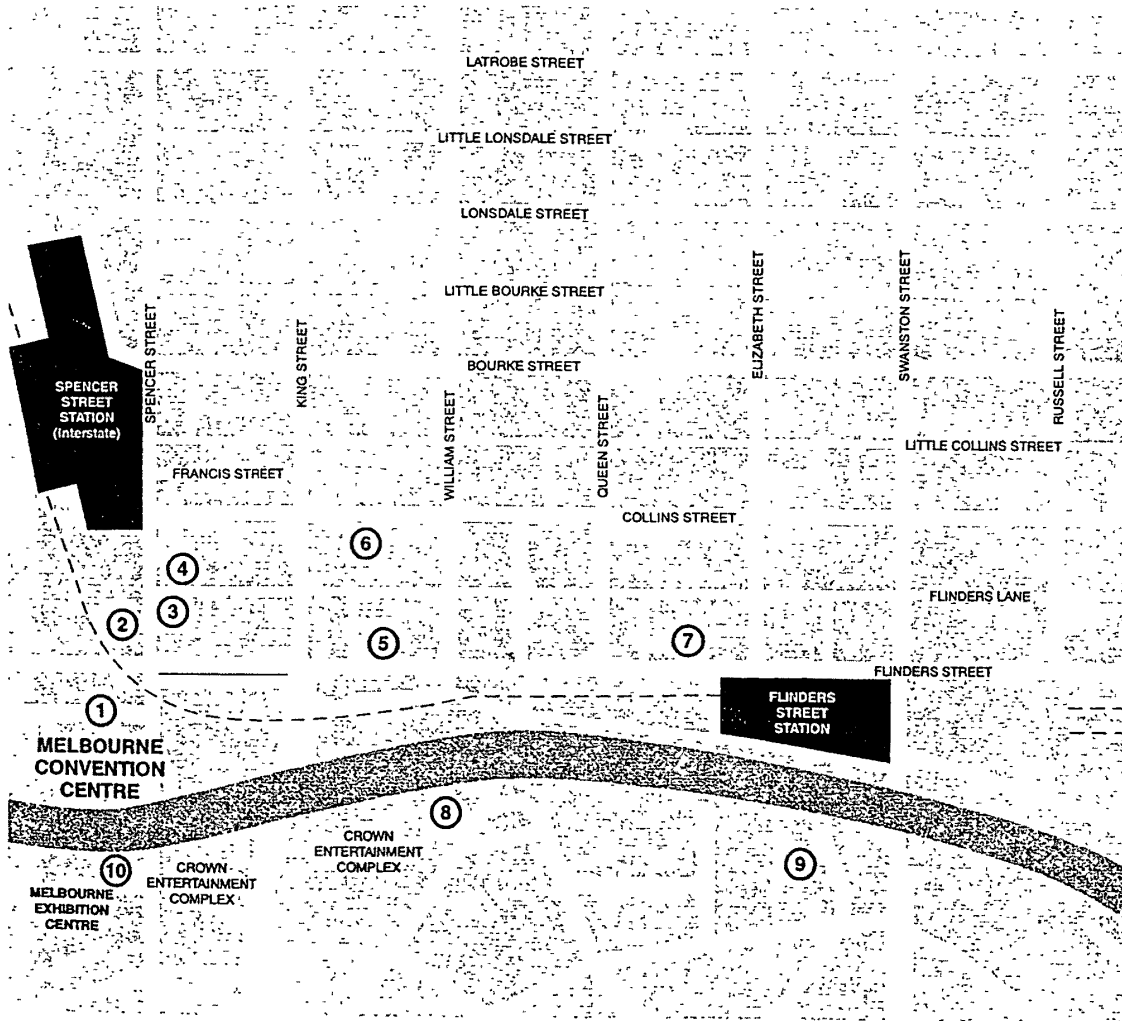 LATROBE STREET
LITTLE LONSDALE STREET
LONSDALE STREET
LITTLE BOURKE STREET
BOURKE STREET
SPENCER STREET
KING STREET
WILLIAM STREET
QUEEN STREET
ELIZABETH STREET
SWANSTON STREET
RUSSELL STREET
SPENCER
STREET
STATION
(Interstate)
FRANCIS STREET
LITTLE COLLINS STREET
COLLINS STREET
6
4
FLINDERS LANE
3
2
5
7
FLINDERS STREET
1
FLINDERS
STREET
STATION
MELBOURNE
CONVENTION
CENTRE
8
CROWN
ENTERTAINMENT
COMPLEX
9
10
CROWN
ENTERTAINMENT
COMPLEX
MELBOURNE
EXHIBITION
CENTRE